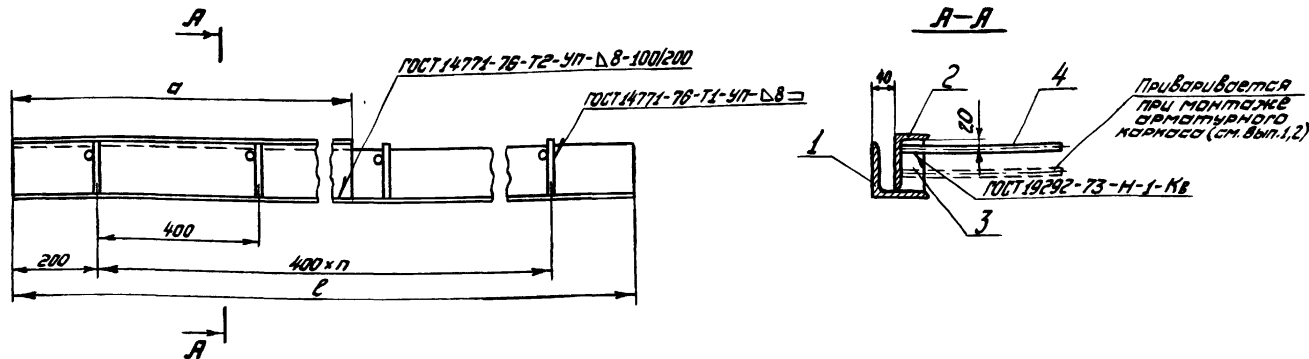 А
А-А
ГОСТ 14771-76-Т2-УП-⊿8-100/200
а
ГОСТ 14771-76-Т1-УП-⊿8
40
2
4
Приваривается
при монтаже
арматурного
каркаса (см. вып. 1,2)
20
1
ГОСТ 19292-73-Н-1-Кв
3
400
200
400×п
ℓ
А